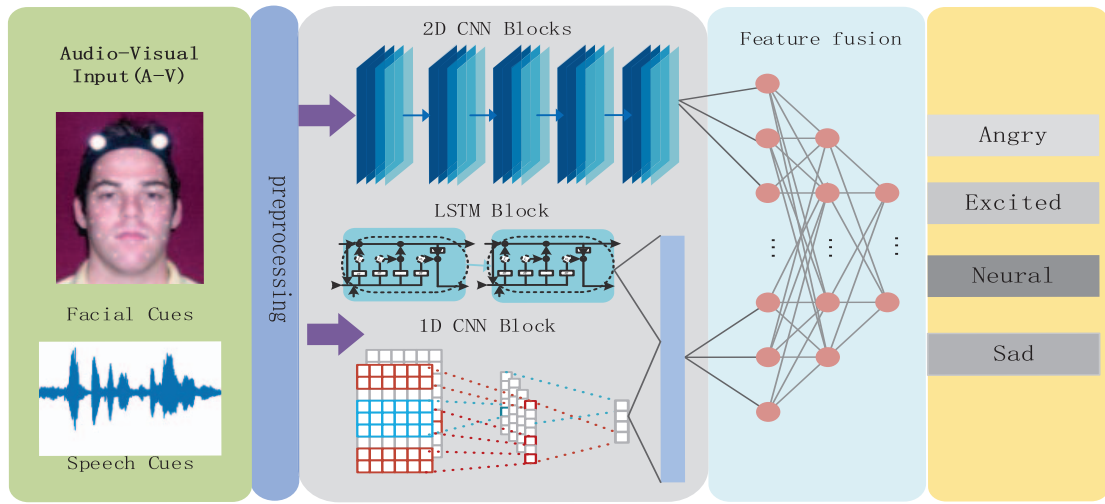 Audio-Visual
Input(A-V)
Facial Cues
Speech Cues
preprocessing
2D CNN Blocks
LSTM Block
1D CNN Block
Feature fusion
...
...
...
Angry
Excited
Neural
Sad